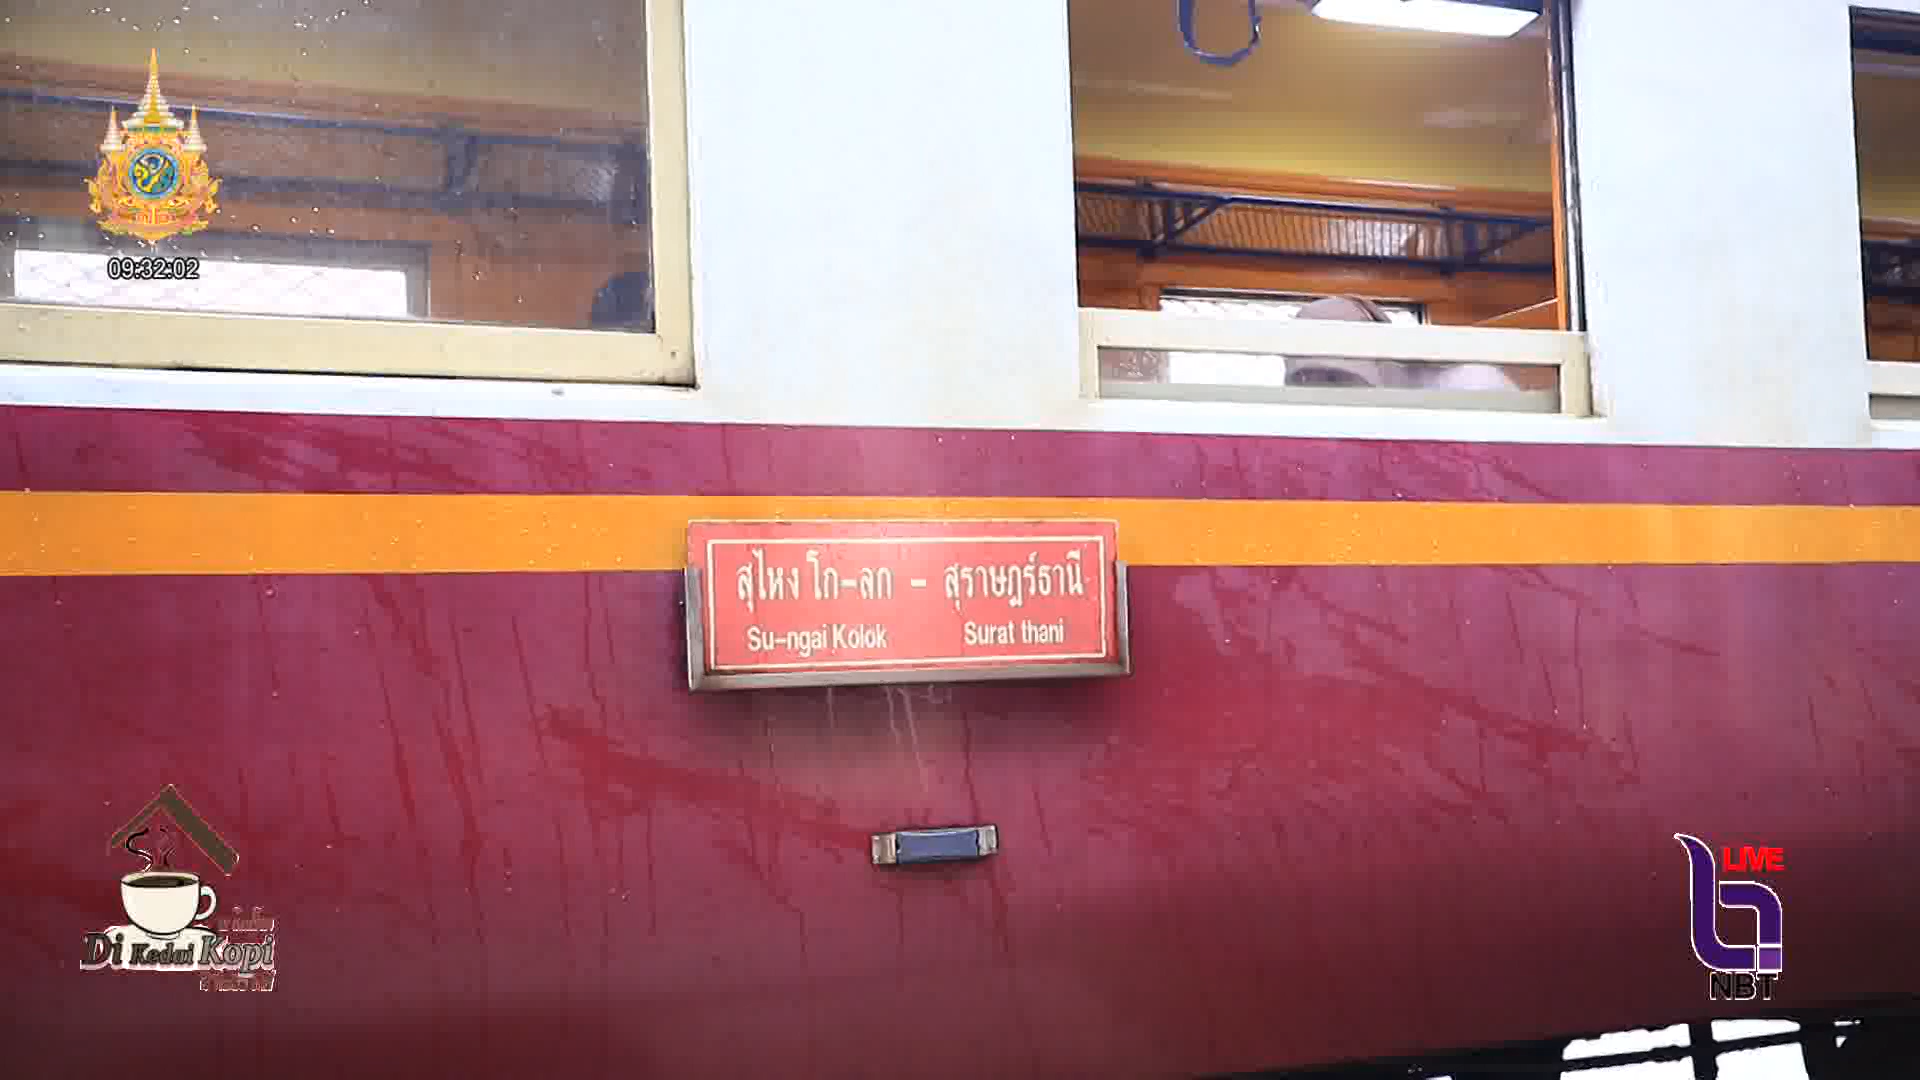 09:32:02
สุไหงโก-ลก - สุราษฎร์ธานี
Su-ngai Kolok Surat thani
LIVE
NBT
Di Kedai Kopi